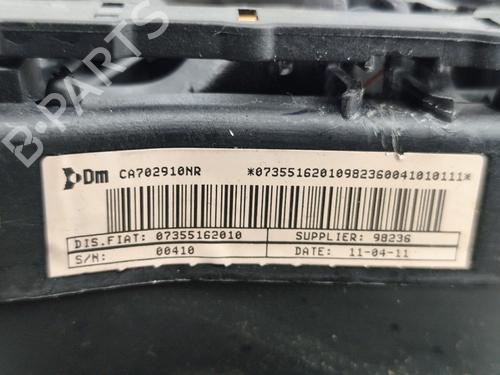 Dm CA702910NR *07355162010982360041010111*
DIS.FIAT: 07355162010 SUPPLIER: 98236
S/N: 00410 DATE: 11-04-11
B-PARTS